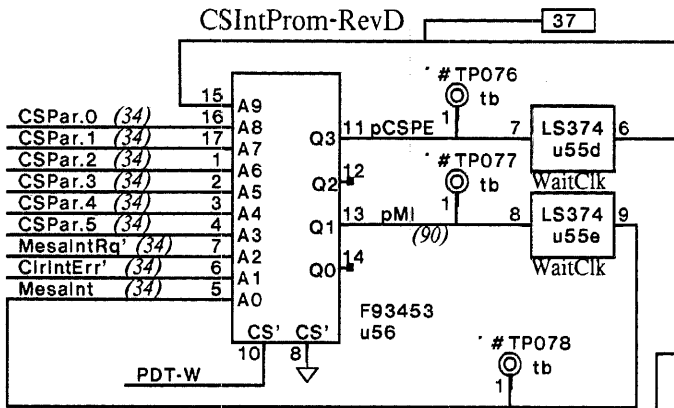 CSIntProm-RevD
37
#TP076
tb
1
15
A9
CSPar.0 (34) 16 A8
CSPar.1 (34) 17 A7
CSPar.2 (34) 1 A6
CSPar.3 (34) 2 A5
CSPar.4 (34) 3 A4
CSPar.5 (34) 4 A3
MesaIntRq' (34) 7 A2
ClrIntErr' (34) 6 A1
MesaInt (34) 5 A0
Q3 11 pCSPE
7 LS374 6
u55d
WaitClk
Q2 12
#TP077
tb
1
Q1 13 pMI
(90)
8 LS374 9
u55e
WaitClk
Q0 14
F93453
u56
CS' CS'
10 8
PDT-W
#TP078
tb
1